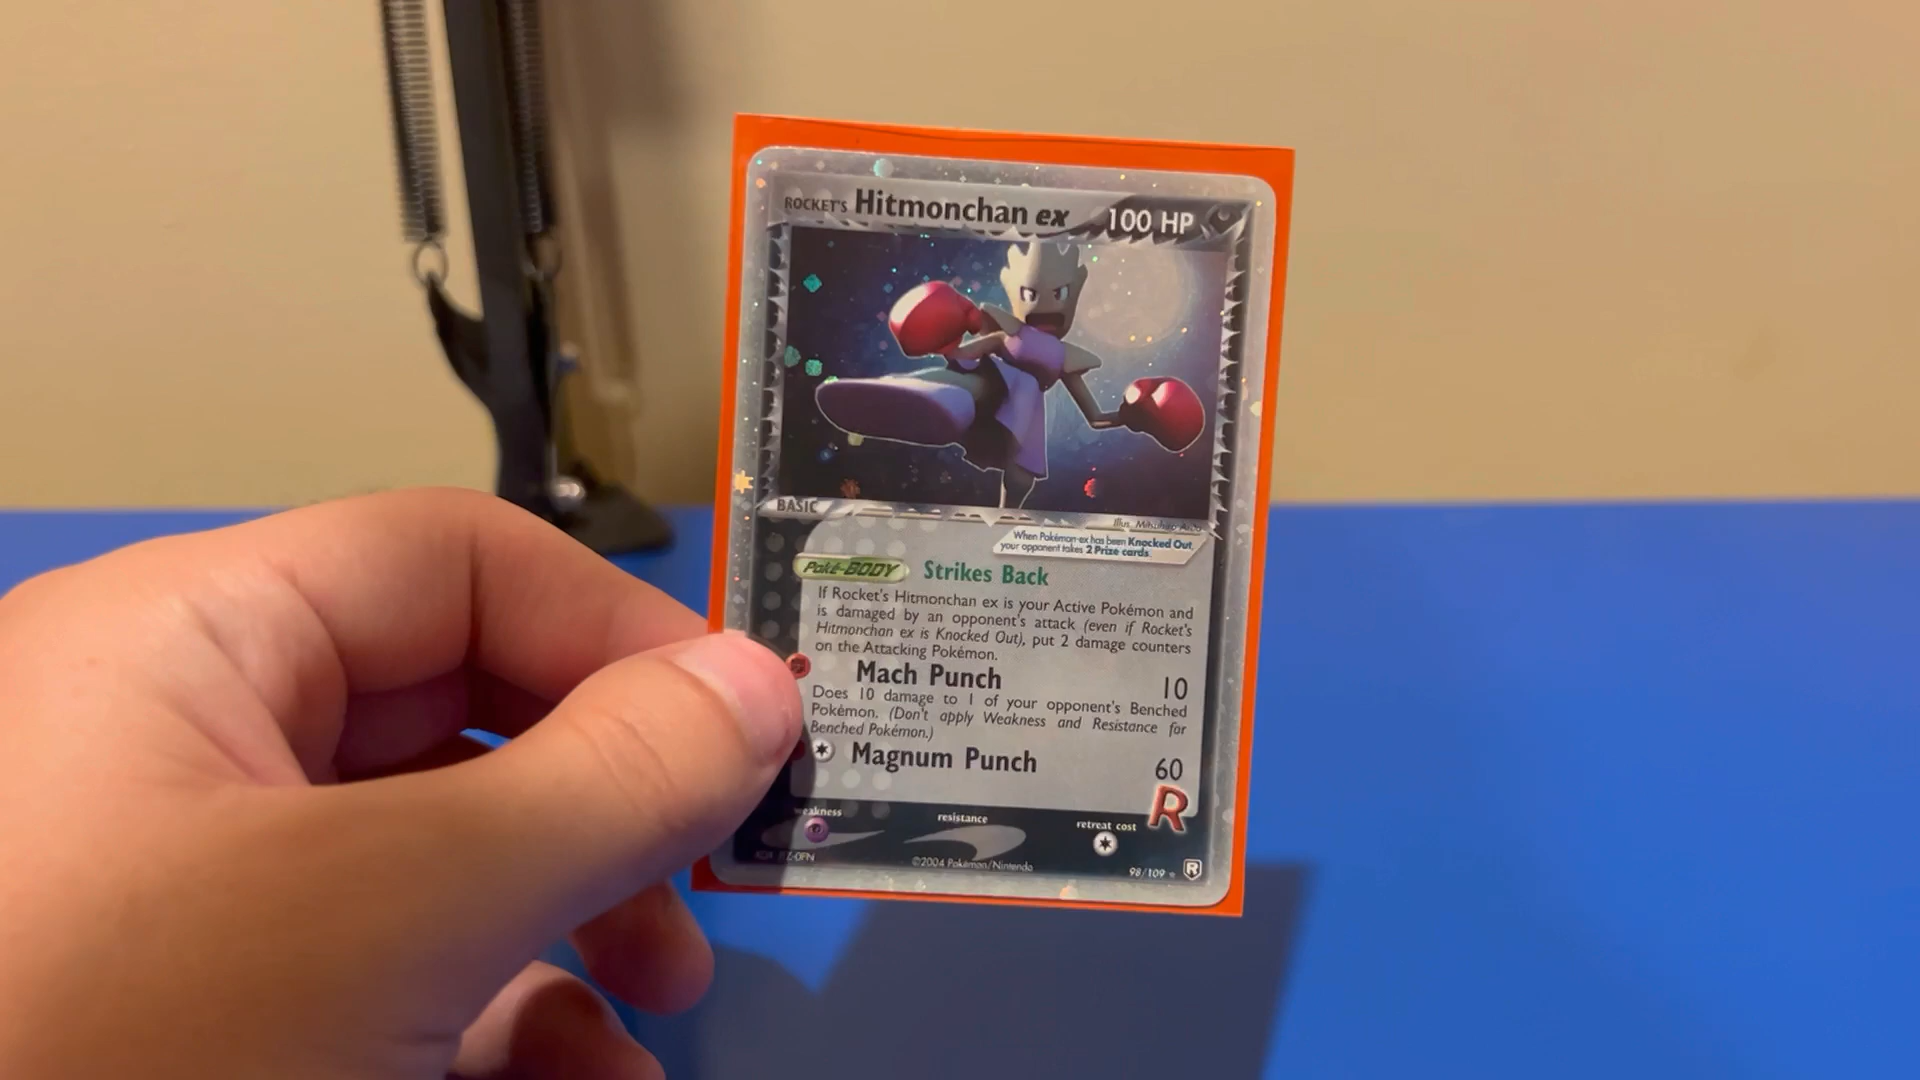 ROCKET'S Hitmonchan ex 100 HP
BASIC
Illus. Mitsuhiro Arita
When Pokémon-ex has been Knocked Out,
your opponent takes 2 Prize cards.
Poké-BODY Strikes Back
If Rocket's Hitmonchan ex is your Active Pokémon and
is damaged by an opponent's attack (even if Rocket's
Hitmonchan ex is Knocked Out), put 2 damage counters
on the Attacking Pokémon.
Mach Punch 10
Does 10 damage to 1 of your opponent's Benched
Pokémon. (Don't apply Weakness and Resistance for
Benched Pokémon.)
Magnum Punch 60
R
weakness resistance retreat cost
©2004 Pokémon/Nintendo
98/109 R